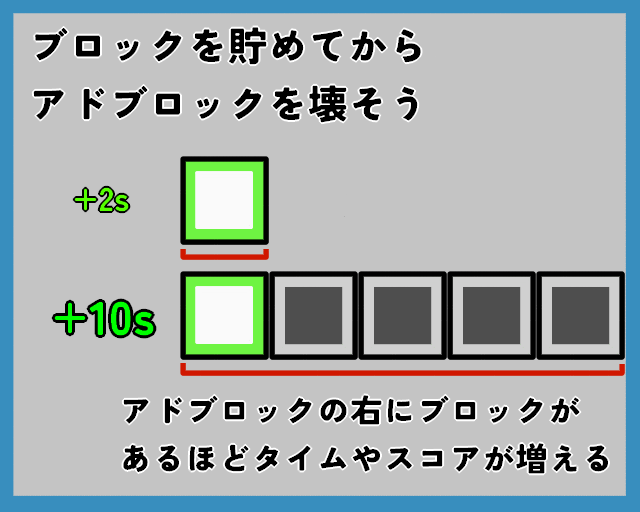 ブロックを貯めてから
アドブロックを壊そう
+2s
+10s
アドブロックの右にブロックが
あるほどタイムやスコアが増える